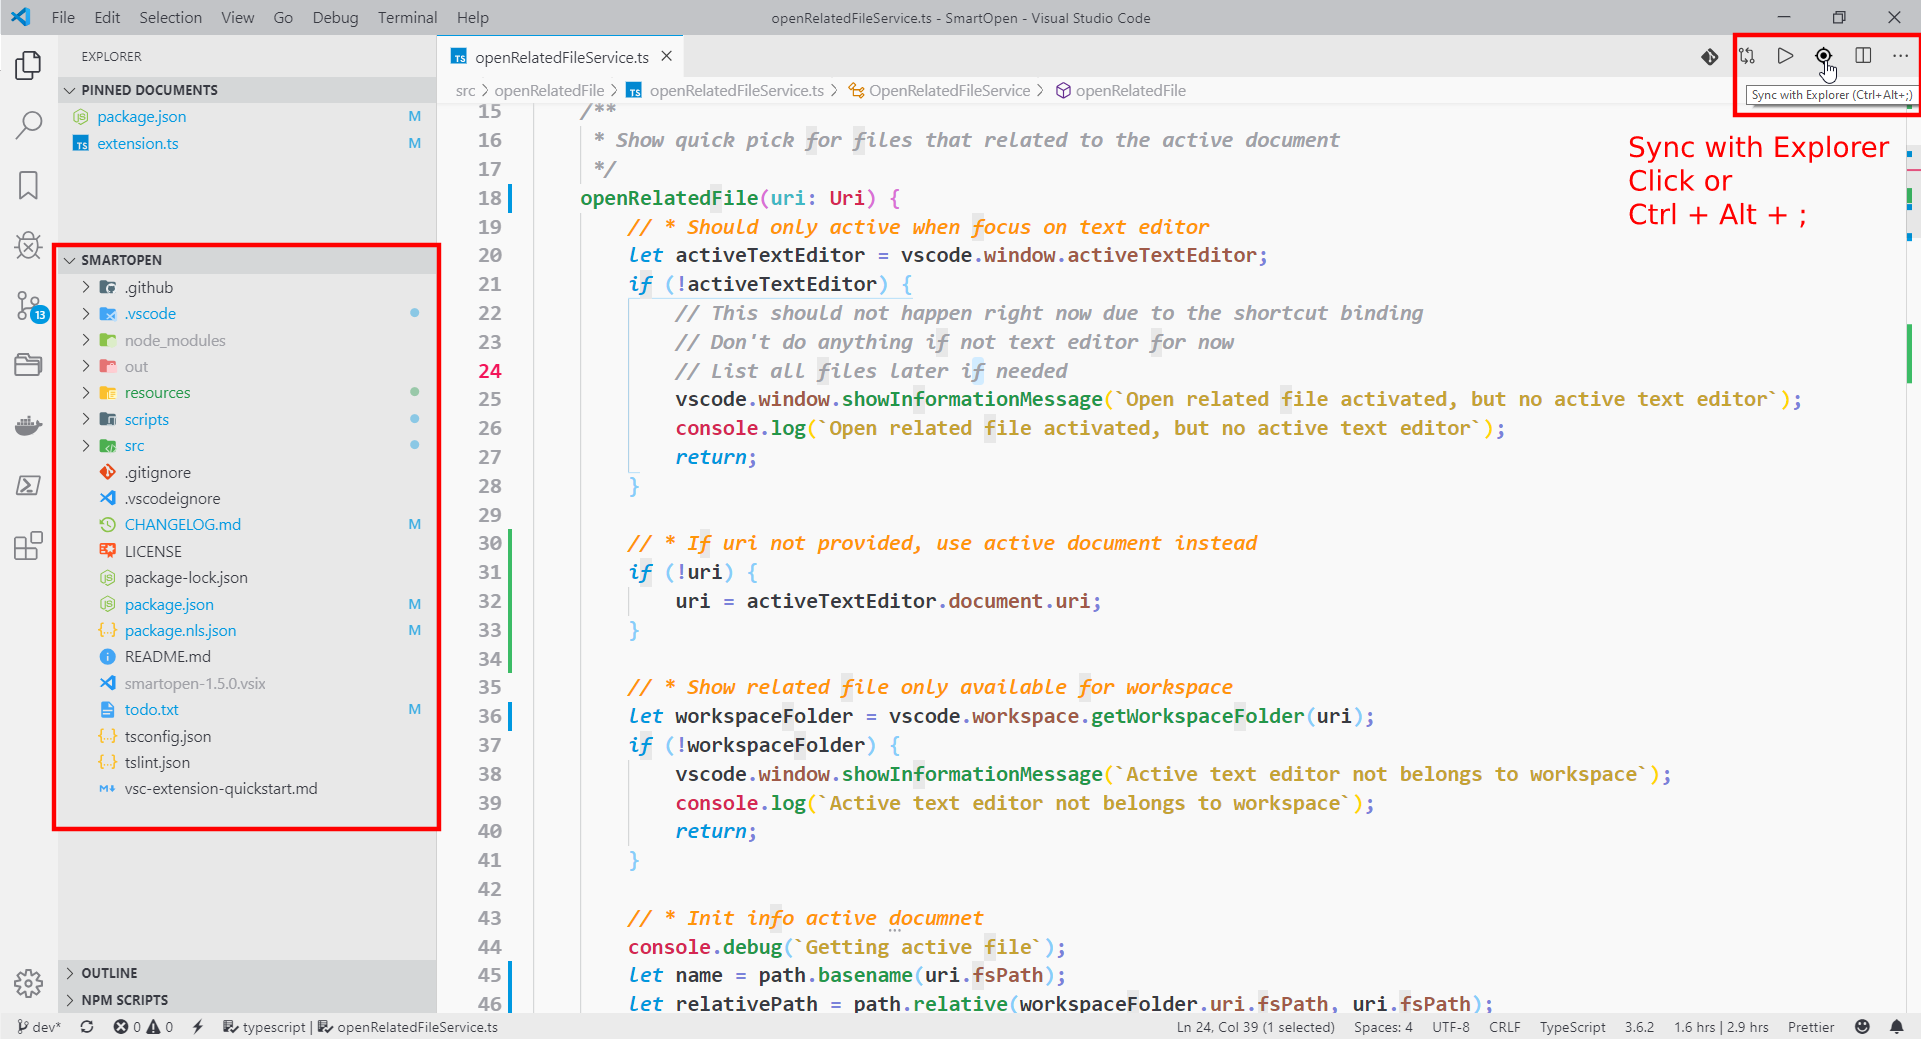 File Edit Selection View Go Debug Terminal Help
openRelatedFileService.ts - SmartOpen - Visual Studio Code
EXPLORER
PINNED DOCUMENTS
package.json M
extension.ts M
SMARTOPEN
.github
.vscode
node_modules
out
resources
scripts
src
.gitignore
.vscodeignore
CHANGELOG.md M
LICENSE
package-lock.json
package.json M
package.nls.json M
README.md
smartopen-1.5.0.vsix
todo.txt M
tsconfig.json
tslint.json
vsc-extension-quickstart.md
OUTLINE
NPM SCRIPTS
13
openRelatedFileService.ts
src > openRelatedFile > openRelatedFileService.ts > OpenRelatedFileService > openRelatedFile
Sync with Explorer (Ctrl+Alt+;)
Sync with Explorer
Click or
Ctrl + Alt + ;
15 /**
16 * Show quick pick for files that related to the active document
17 */
18 openRelatedFile(uri: Uri) {
19 // * Should only active when focus on text editor
20 let activeTextEditor = vscode.window.activeTextEditor;
21 if (!activeTextEditor) {
22 // This should not happen right now due to the shortcut binding
23 // Don't do anything if not text editor for now
24 // List all files later if needed
25 vscode.window.showInformationMessage(`Open related file activated, but no active text editor`);
26 console.log(`Open related file activated, but no active text editor`);
27 return;
28 }
29
30 // * If uri not provided, use active document instead
31 if (!uri) {
32 uri = activeTextEditor.document.uri;
33 }
34
35 // * Show related file only available for workspace
36 let workspaceFolder = vscode.workspace.getWorkspaceFolder(uri);
37 if (!workspaceFolder) {
38 vscode.window.showInformationMessage(`Active text editor not belongs to workspace`);
39 console.log(`Active text editor not belongs to workspace`);
40 return;
41 }
42
43 // * Init info active documnet
44 console.debug(`Getting active file`);
45 let name = path.basename(uri.fsPath);
46 let relativePath = path.relative(workspaceFolder.uri.fsPath, uri.fsPath);
dev* 0 0 typescript | openRelatedFileService.ts Ln 24, Col 39 (1 selected) Spaces: 4 UTF-8 CRLF TypeScript 3.6.2 1.6 hrs | 2.9 hrs Prettier